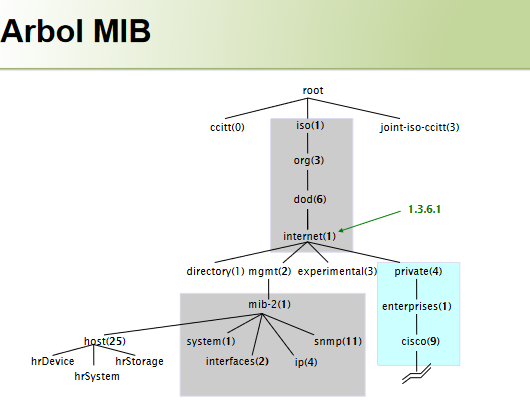 Arbol MIB
root
ccitt(0)
iso(1)
joint-iso-ccitt(3)
org(3)
dod(6)
1.3.6.1
internet(1)
directory(1) mgmt(2) experimental(3) private(4)
mib-2(1)
enterprises(1)
host(25)
system(1)
snmp(11)
cisco(9)
hrDevice
hrStorage
interfaces(2)
ip(4)
hrSystem